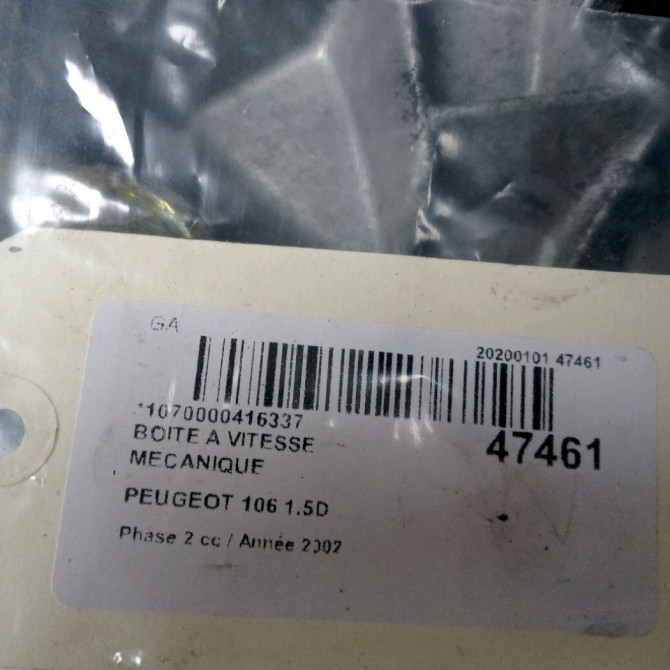 GA
20200101 47461
*1070000416337
BOITE A VITESSE
47461
MECANIQUE
PEUGEOT 106 1.5D
Phase 2 cc / Année 2002